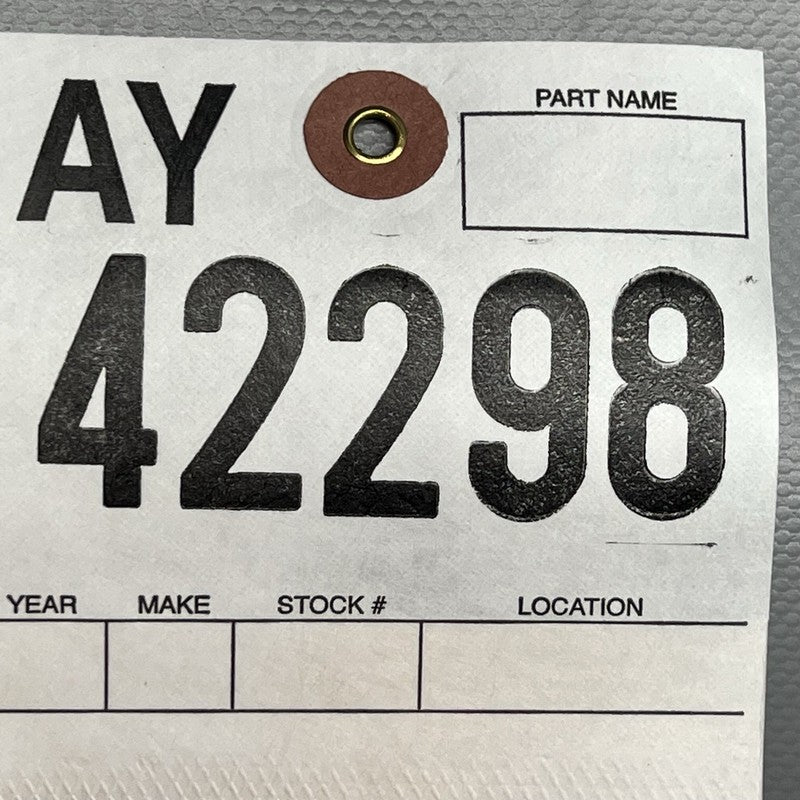 AY
PART NAME
42298
YEAR MAKE STOCK # LOCATION